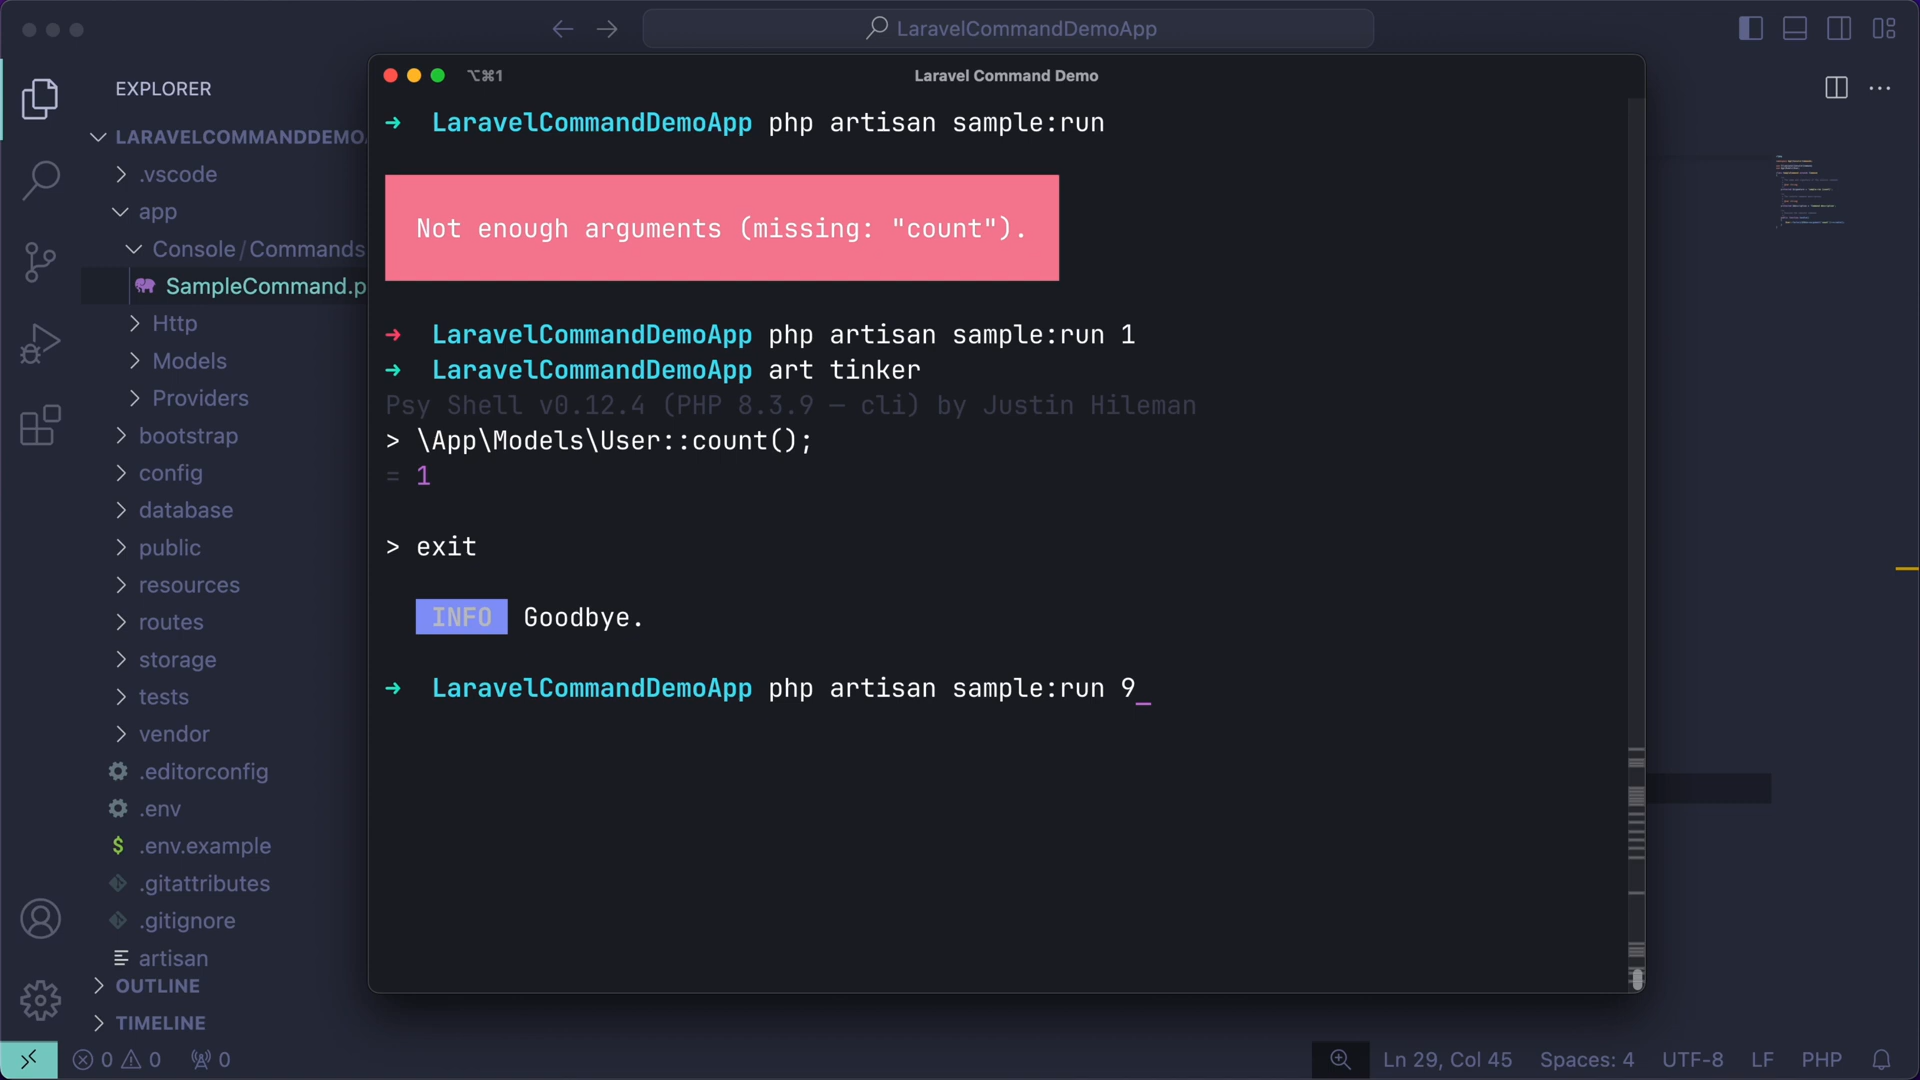 LaravelCommandDemoApp
EXPLORER
LARAVELCOMMANDDEMO
.vscode
app
Console/Commands
SampleCommand.p
Http
Models
Providers
bootstrap
config
database
public
resources
routes
storage
tests
vendor
.editorconfig
.env
$ .env.example
.gitattributes
.gitignore
artisan
OUTLINE
TIMELINE
⌥⌘1
Laravel Command Demo
➜ LaravelCommandDemoApp php artisan sample:run
Not enough arguments (missing: "count").
➜ LaravelCommandDemoApp php artisan sample:run 1
➜ LaravelCommandDemoApp art tinker
Psy Shell v0.12.4 (PHP 8.3.9 — cli) by Justin Hileman
> \App\Models\User::count();
= 1
> exit
INFO Goodbye.
➜ LaravelCommandDemoApp php artisan sample:run 9_
0 0 0
Ln 29, Col 45 Spaces: 4 UTF-8 LF PHP